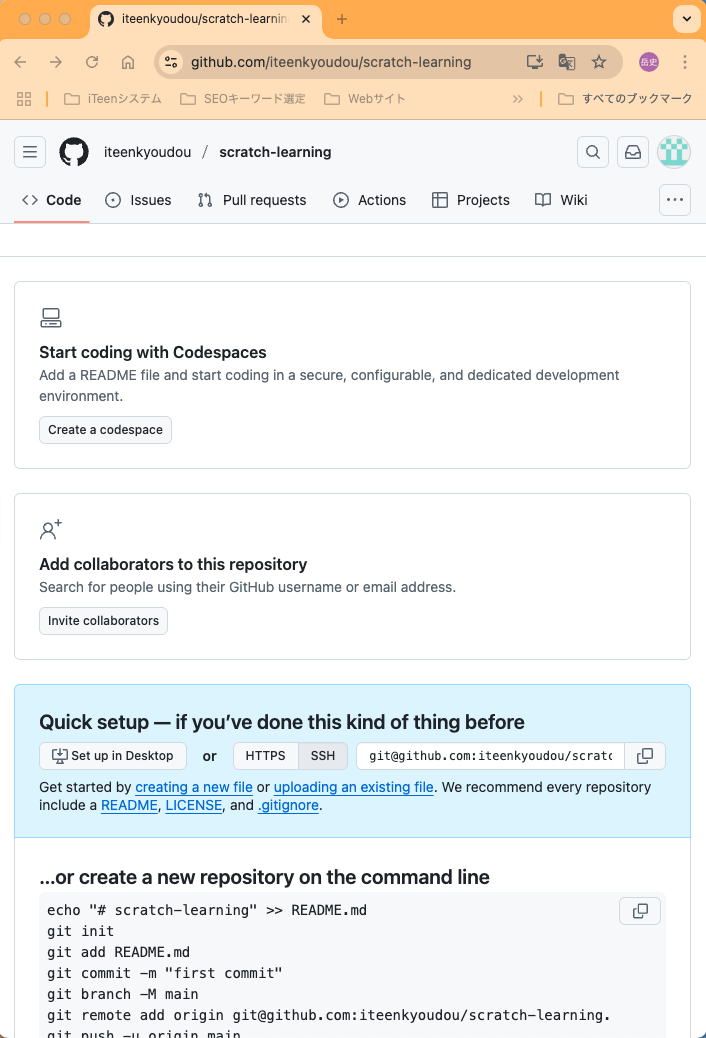 iteenkyoudou/scratch-learnin
github.com/iteenkyoudou/scratch-learning
岳史
iTeenシステム
SEOキーワード選定
Webサイト
すべてのブックマーク
iteenkyoudou / scratch-learning
Code
Issues
Pull requests
Actions
Projects
Wiki
Start coding with Codespaces
Add a README file and start coding in a secure, configurable, and dedicated development
environment.
Create a codespace
Add collaborators to this repository
Search for people using their GitHub username or email address.
Invite collaborators
Quick setup — if you’ve done this kind of thing before
Set up in Desktop or HTTPS SSH git@github.com:iteenkyoudou/scratc
Get started by creating a new file or uploading an existing file. We recommend every repository
include a README, LICENSE, and .gitignore.
…or create a new repository on the command line
echo "# scratch-learning" >> README.md
git init
git add README.md
git commit -m "first commit"
git branch -M main
git remote add origin git@github.com:iteenkyoudou/scratch-learning.
git push -u origin main